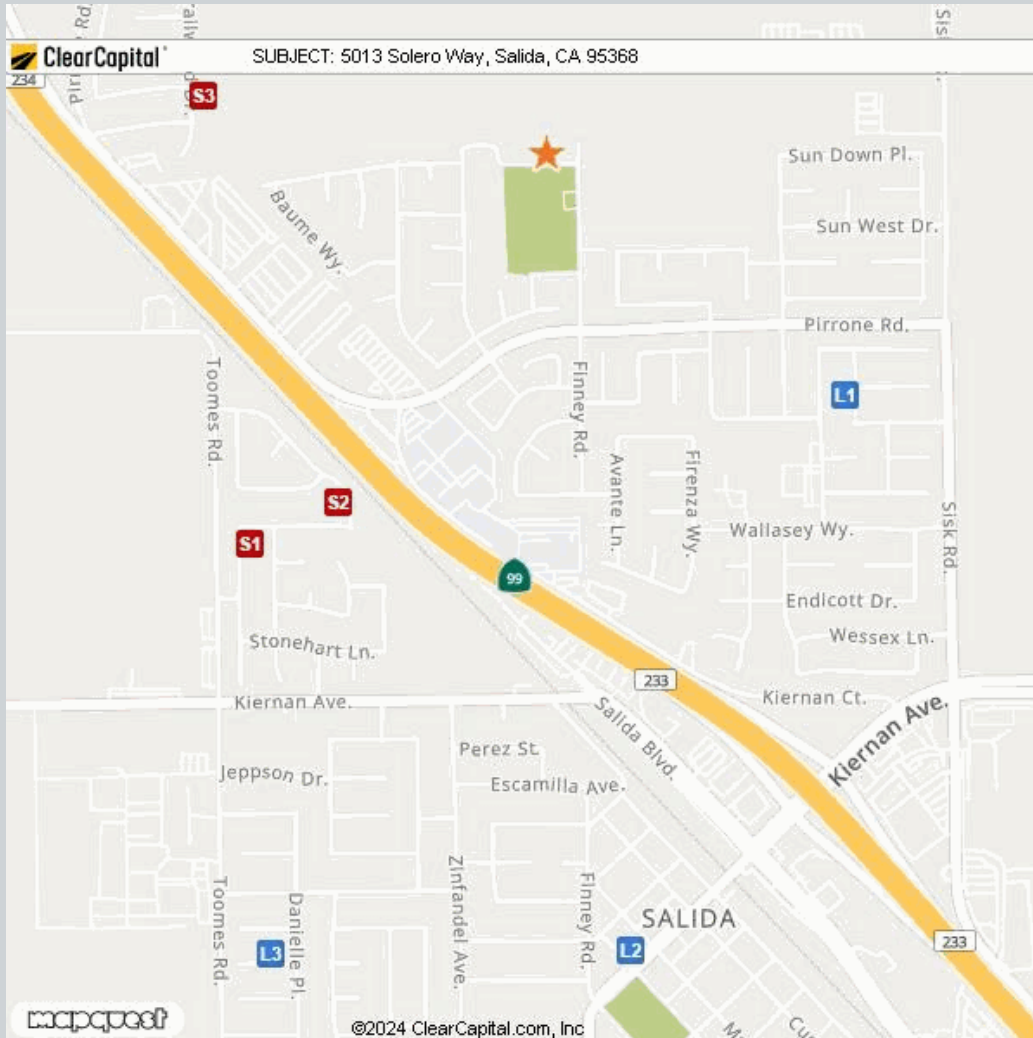 Sis
ClearCapital
SUBJECT: 5013 Solero Way, Salida, CA 95368
234
S3
Sun Down Pl.
Baume Wy.
Sun West Dr.
Pirrone Rd.
Toomes Rd.
Finney Rd.
L1
Avante Ln.
Firenza Wy.
S2
Sisk Rd.
Wallasey Wy.
S1
99
Endicott Dr.
Wessex Ln.
Stonehart Ln.
233
Kiernan Ct.
Kiernan Ave.
Salida Blvd.
Kiernan Ave.
Perez St.
Jeppson Dr.
Escamilla Ave.
Zinfandel Ave.
Finney Rd.
Toomes Rd.
Danielle Pl.
SALIDA
L3
L2
233
mapquest
©2024 ClearCapital.com, Inc